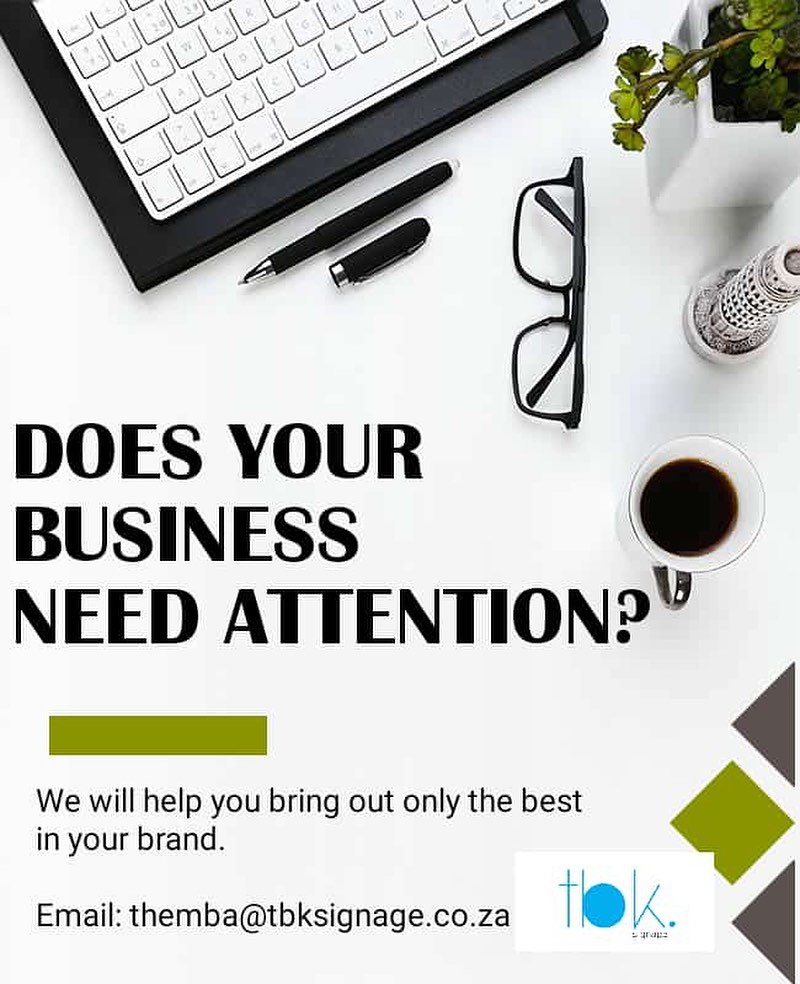 DOES YOUR
BUSINESS
NEED ATTENTION?
We will help you bring out only the best
in your brand.
Email: themba@tbksignage.co.za
tbk.
signage